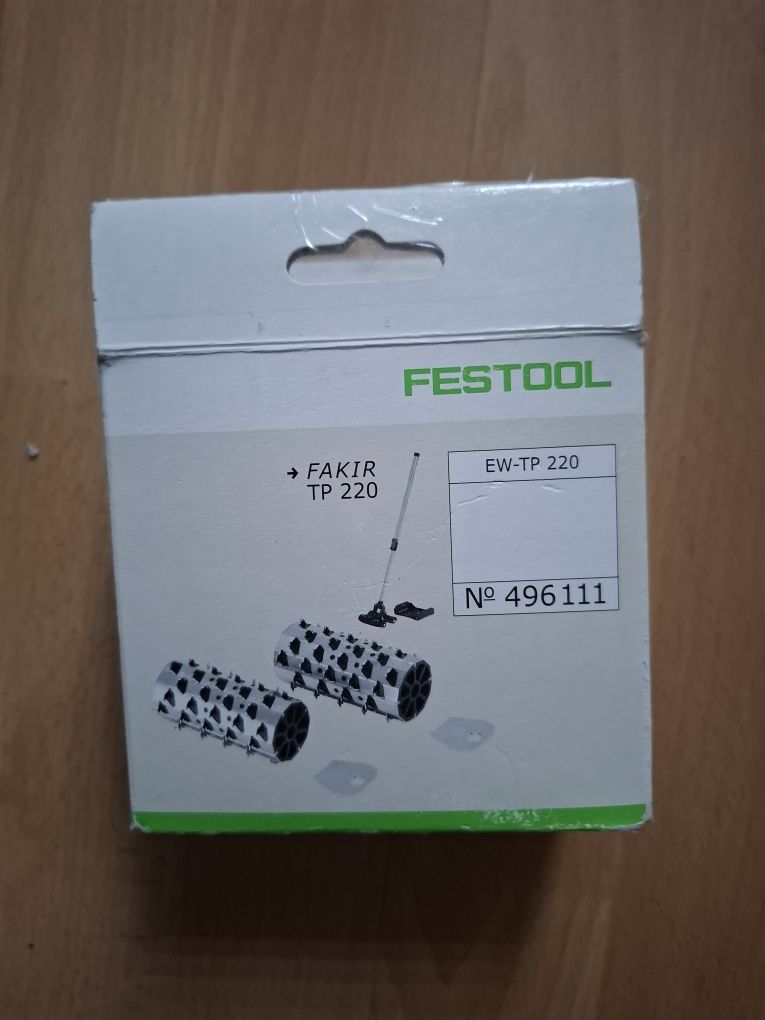 FESTOOL
→ FAKIR
TP 220
EW-TP 220
Nº 496111